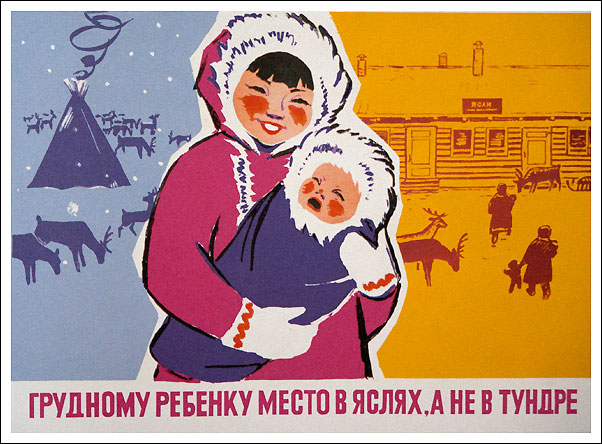 ЯСЛИ
ГРУДНОМУ РЕБЕНКУ МЕСТО В ЯСЛЯХ, А НЕ В ТУНДРЕ